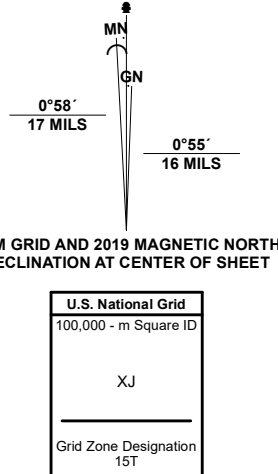 MN
GN
0°58´
17 MILS
0°55´
16 MILS
M GRID AND 2019 MAGNETIC NORTH
ECLINATION AT CENTER OF SHEET
U.S. National Grid
100,000 - m Square ID
XJ
Grid Zone Designation
15T